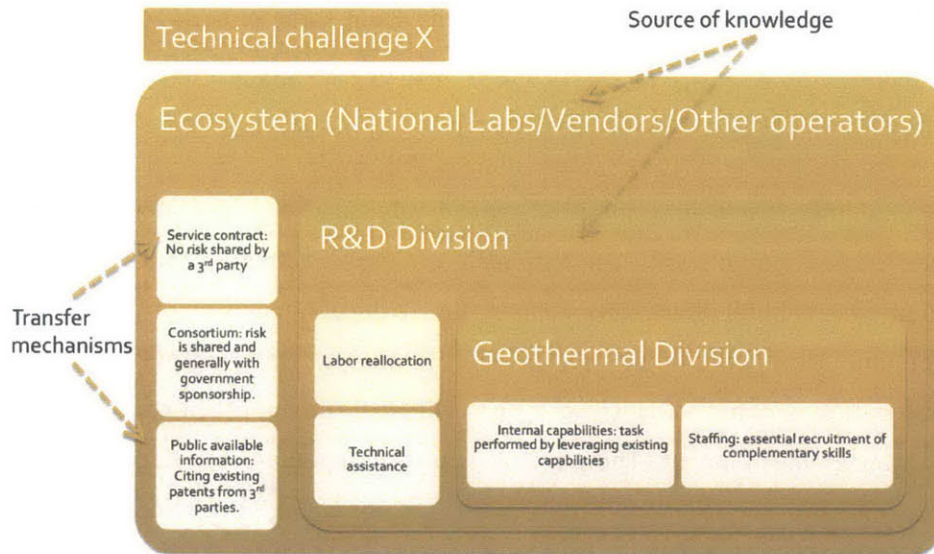 Source of knowledge
Technical challenge X
Ecosystem (National Labs/Vendors/Other operators)
Service contract:
No risk shared by
a 3rd party
R&D Division
Transfer
mechanisms
Consortium: risk
is shared and
generally with
government
sponsorship.
Labor reallocation
Geothermal Division
Public available
information:
Citing existing
patents from 3rd
parties.
Technical
assistance
Internal capabilities: task
performed by leveraging existing
capabilities
Staffing: essential recruitment of
complementary skills